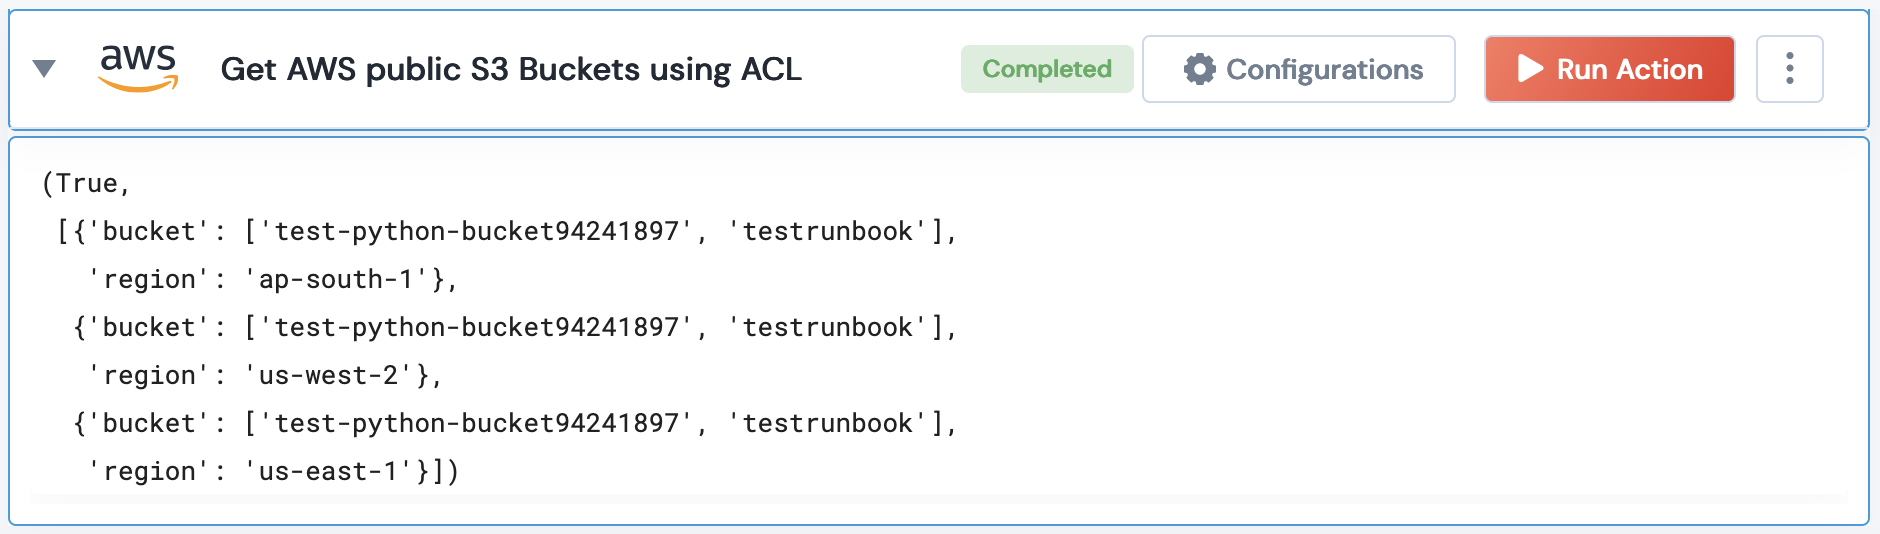 aws
Get AWS public S3 Buckets using ACL
Completed
Configurations
Run Action
(True,
 [{'bucket': ['test-python-bucket94241897', 'testrunbook'],
   'region': 'ap-south-1'},
  {'bucket': ['test-python-bucket94241897', 'testrunbook'],
   'region': 'us-west-2'},
  {'bucket': ['test-python-bucket94241897', 'testrunbook'],
   'region': 'us-east-1'}])